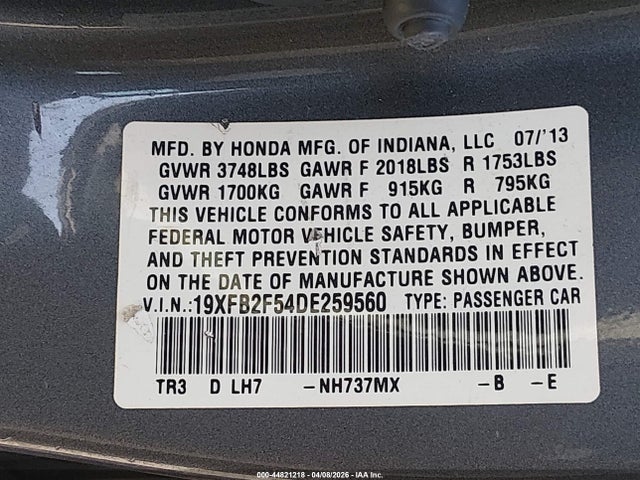 MFD. BY HONDA MFG. OF INDIANA, LLC 07/'13
GVWR 3748LBS GAWR F 2018LBS R 1753LBS
GVWR 1700KG GAWR F 915KG R 795KG
THIS VEHICLE CONFORMS TO ALL APPLICABLE
FEDERAL MOTOR VEHICLE SAFETY, BUMPER,
AND THEFT PREVENTION STANDARDS IN EFFECT
ON THE DATE OF MANUFACTURE SHOWN ABOVE.
V.I.N.:19XFB2F54DE259560 TYPE: PASSENGER CAR
TR3 D LH7 -NH737MX -B -E
000-44821218 - 04/08/2026 - IAA Inc.